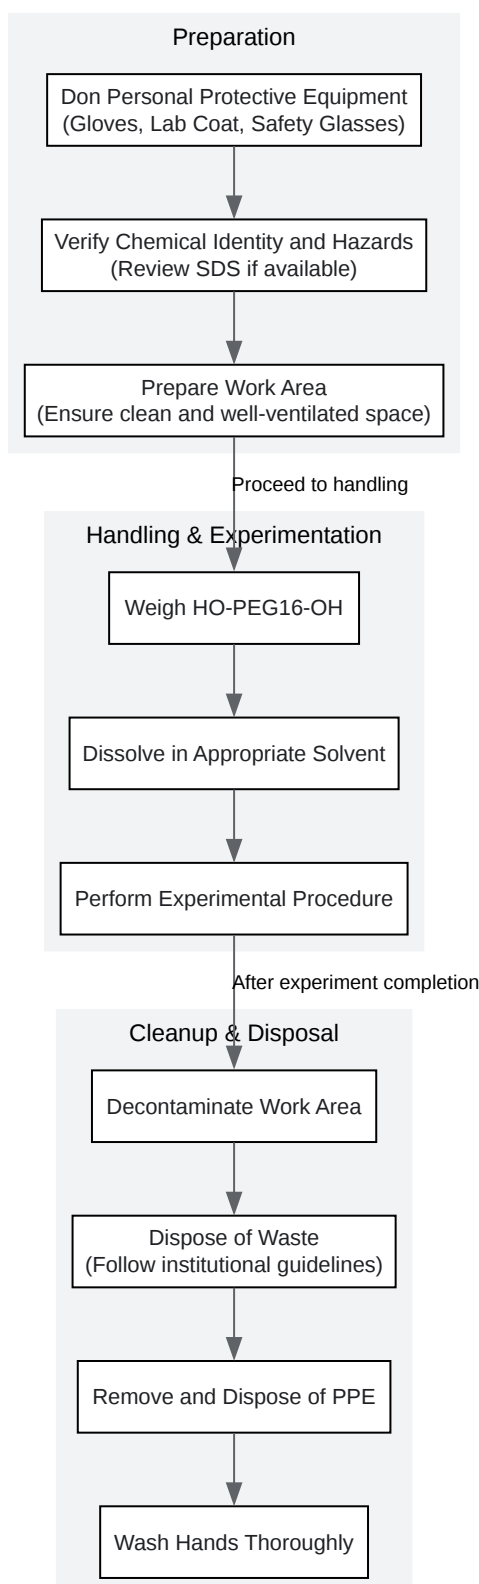 Preparation
Don Personal Protective Equipment
(Gloves, Lab Coat, Safety Glasses)
Verify Chemical Identity and Hazards
(Review SDS if available)
Prepare Work Area
(Ensure clean and well-ventilated space)
Proceed to handling
Handling & Experimentation
Weigh HO-PEG16-OH
Dissolve in Appropriate Solvent
Perform Experimental Procedure
After experiment completion
Cleanup & Disposal
Decontaminate Work Area
Dispose of Waste
(Follow institutional guidelines)
Remove and Dispose of PPE
Wash Hands Thoroughly